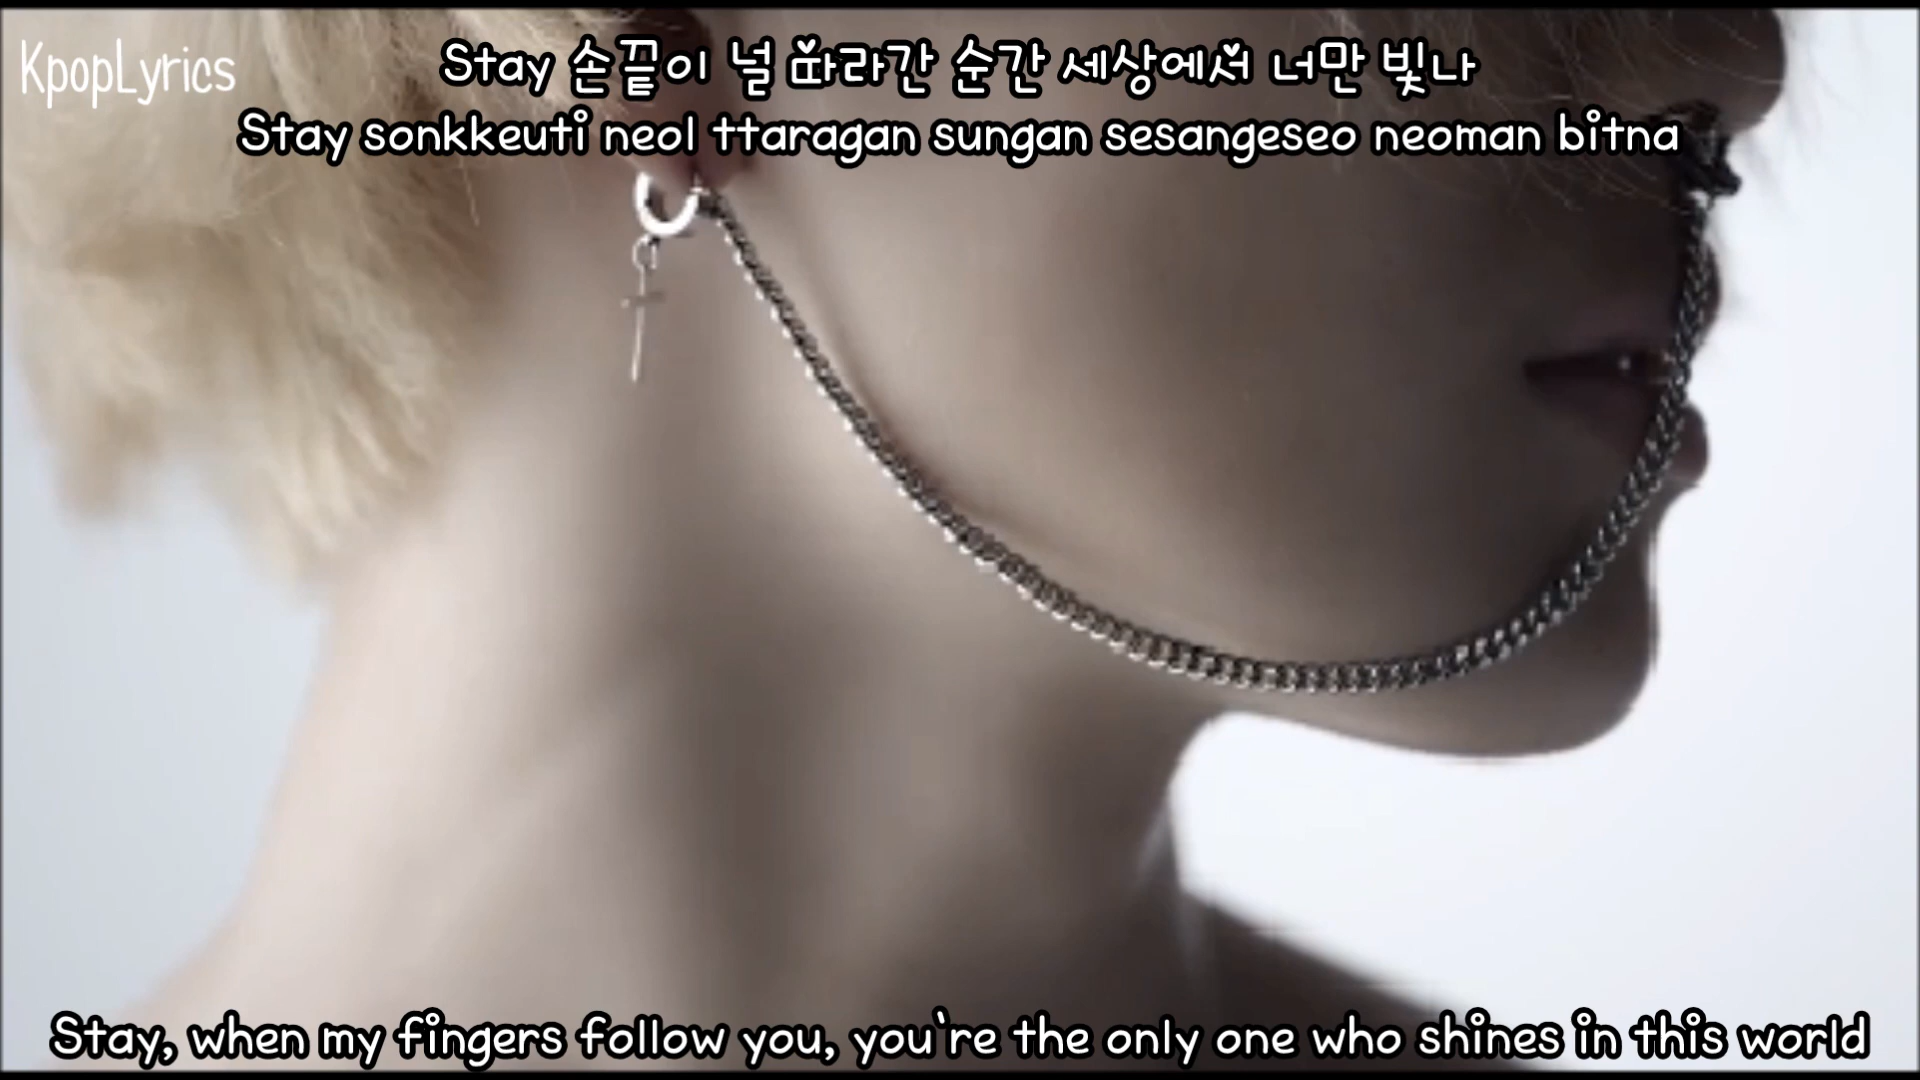 KpopLyrics
Stay 손끝이 널 따라간 순간 세상에서 너만 빛나
Stay sonkkeuti neol ttaragan sungan sesangeseo neoman bitna
Stay, when my fingers follow you, you're the only one who shines in this world